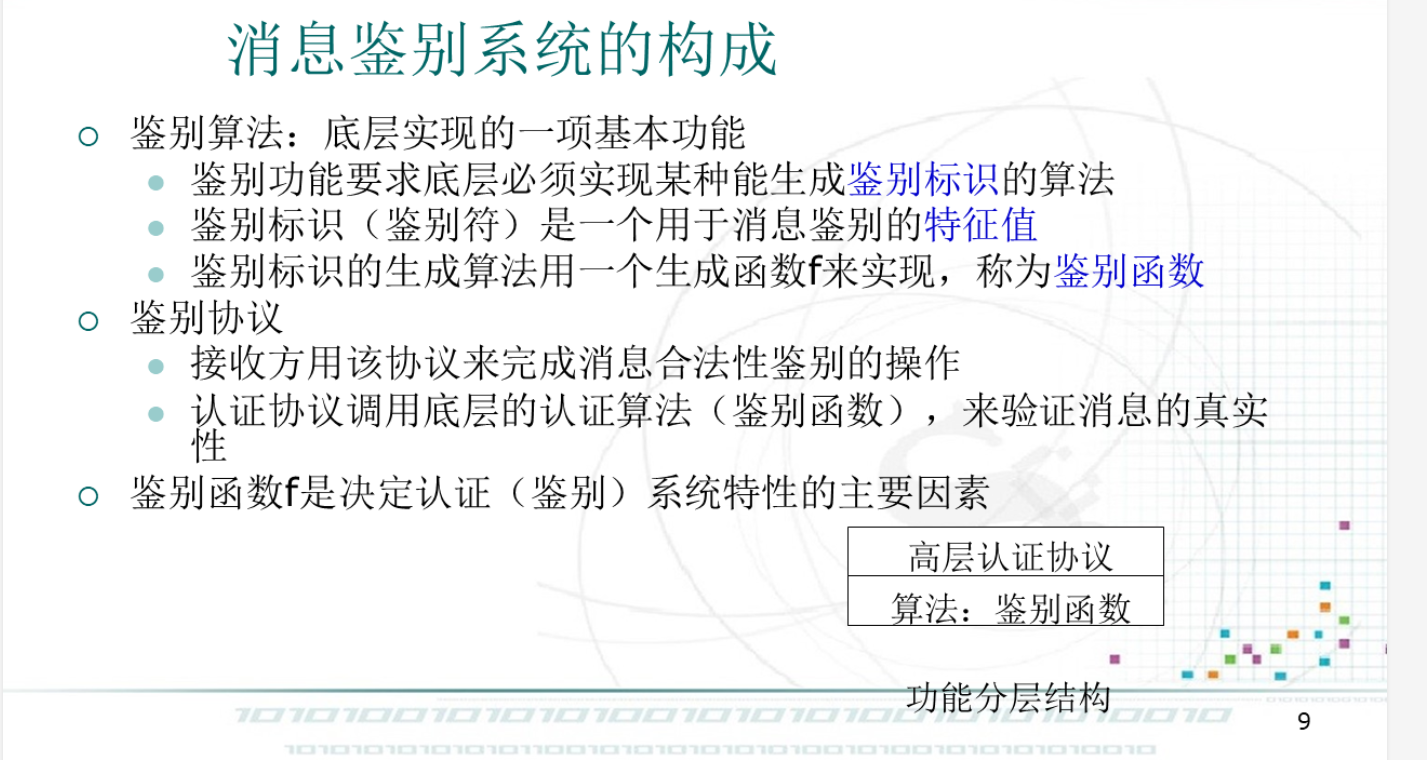 消息鉴别系统的构成
鉴别算法：底层实现的一项基本功能
鉴别功能要求底层必须实现某种能生成鉴别标识的算法
鉴别标识（鉴别符）是一个用于消息鉴别的特征值
鉴别标识的生成算法用一个生成函数f来实现，称为鉴别函数
鉴别协议
接收方用该协议来完成消息合法性鉴别的操作
认证协议调用底层的认证算法（鉴别函数），来验证消息的真实
性
鉴别函数f是决定认证（鉴别）系统特性的主要因素
高层认证协议
算法：鉴别函数
功能分层结构
9